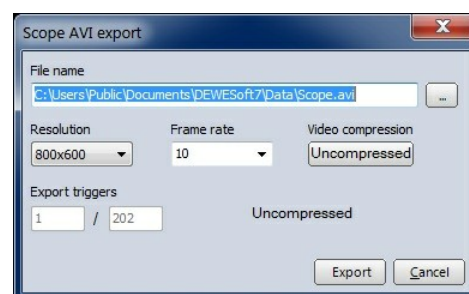 Scope AVI export
File name
C:\Users\Public\Documents\DEWESoft7\Data\Scope.avi
...
Resolution Frame rate Video compression
800x600 10 Uncompressed
Export triggers
1 / 202 Uncompressed
Export Cancel